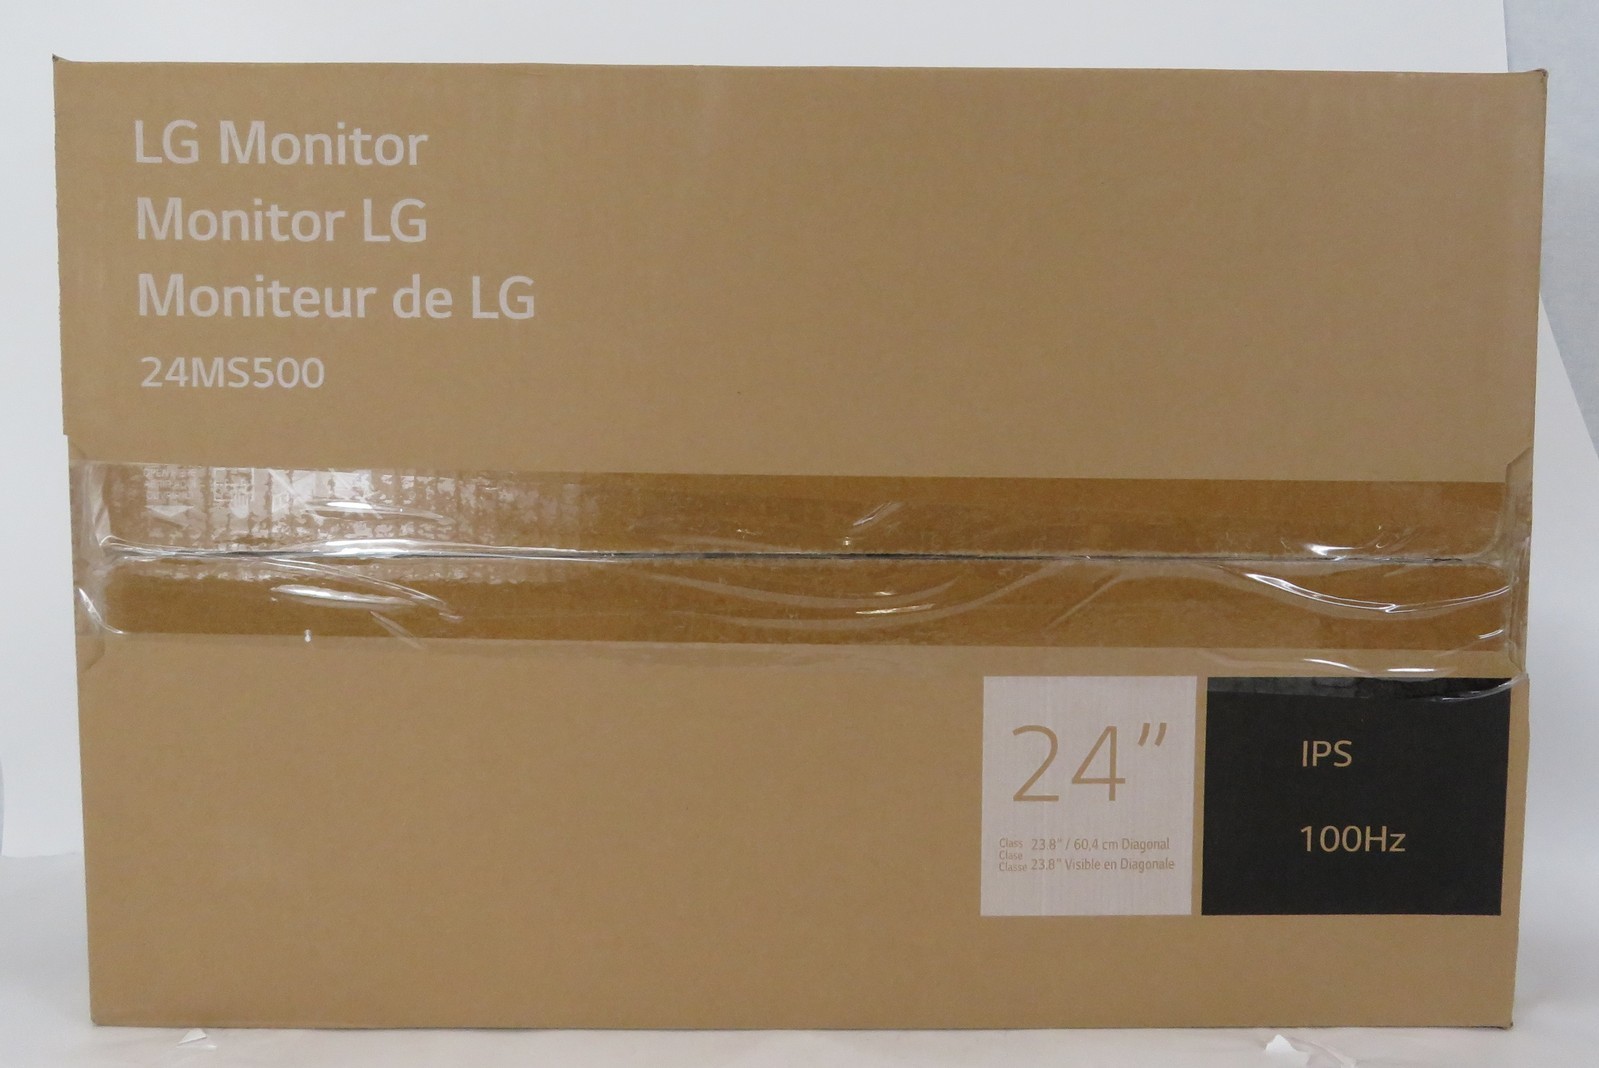 LG Monitor
Monitor LG
Moniteur de LG
24MS500
24”
Class 23.8" / 60,4 cm Diagonal
Clase
Classe 23.8" Visible en Diagonale
IPS
100Hz